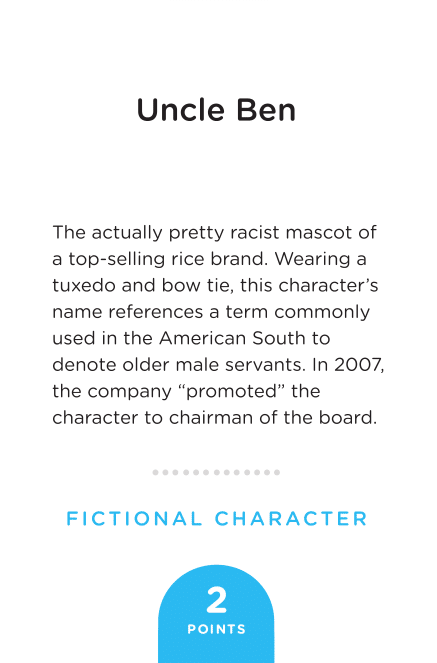 Uncle Ben
The actually pretty racist mascot of
a top-selling rice brand. Wearing a
tuxedo and bow tie, this character’s
name references a term commonly
used in the American South to
denote older male servants. In 2007,
the company “promoted” the
character to chairman of the board.
FICTIONAL CHARACTER
2
POINTS